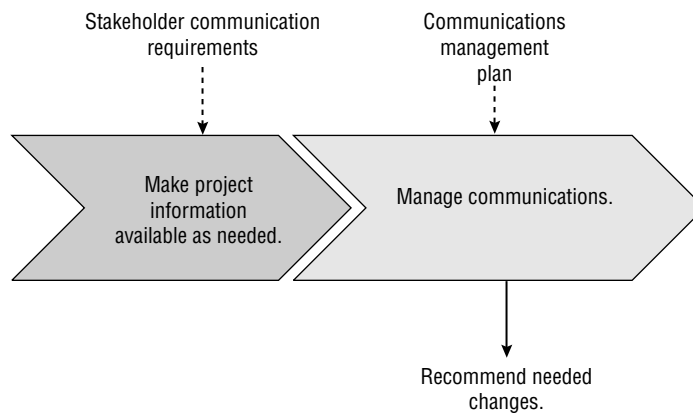 Stakeholder communication
requirements
Communications
management
plan
Make project
information
available as needed.
Manage communications.
Recommend needed
changes.